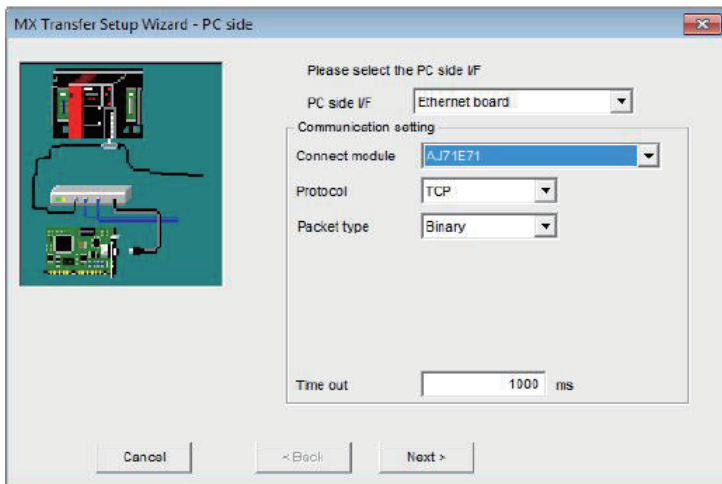 MX Transfer Setup Wizard - PC side
Please select the PC side I/F
PC side I/F Ethernet board
Communication setting
Connect module AJ71E71
Protocol TCP
Packet type Binary
Time out 1000 ms
Cancel < Back Next >